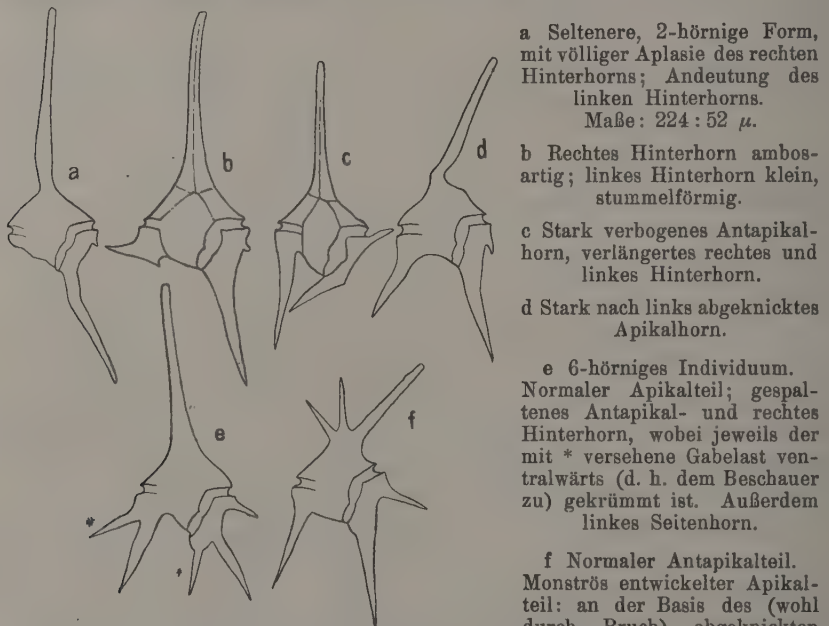 a
b
c
d
e
f
*
*
a Seltenere, 2-hörnige Form,
mit völliger Aplasie des rechten
Hinterhorns; Andeutung des
linken Hinterhorns.
Maße: 224 : 52 μ.
b Rechtes Hinterhorn ambos-
artig; linkes Hinterhorn klein,
stummelförmig.
c Stark verbogenes Antapikal-
horn, verlängertes rechtes und
linkes Hinterhorn.
d Stark nach links abgeknicktes
Apikalhorn.
e 6-hörniges Individuum.
Normaler Apikalteil; gespal-
tenes Antapikal- und rechtes
Hinterhorn, wobei jeweils der
mit * versehene Gabelast ven-
tralwärts (d. h. dem Beschauer
zu) gekrümmt ist. Außerdem
linkes Seitenhorn.
f Normaler Antapikalteil.
Monströs entwickelter Apikal-
teil: an der Basis des (wohl
durch Bruch) abgeknickten